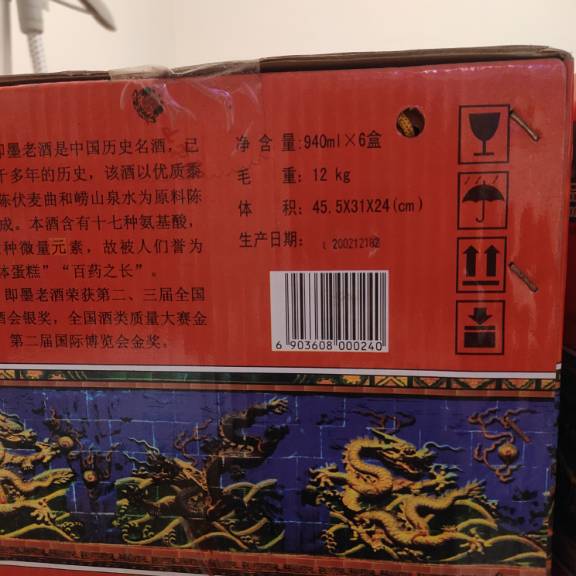 即墨老酒是中国历史名酒，已
千多年的历史，该酒以优质黍
陈伏麦曲和崂山泉水为原料陈
成。本酒含有十七种氨基酸，
种微量元素，故被人们誉为
体蛋糕”“百药之长”。
即墨老酒荣获第二、三届全国
酒会银奖，全国酒类质量大赛金
第二届国际博览会金奖。
净含量:940ml×6盒
毛 重:12 kg
体 积:45.5X31X24(cm)
生产日期:
6 903608 000240